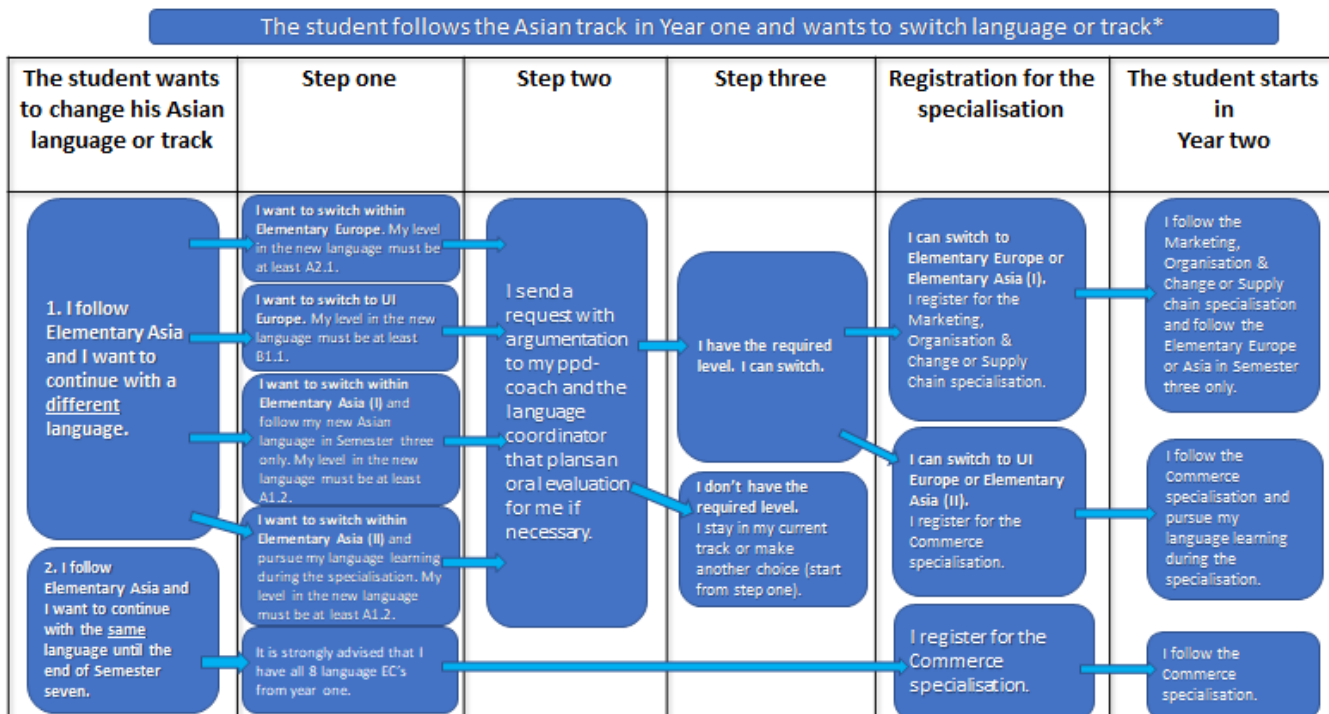 The student follows the Asian track in Year one and wants to switch language or track*
The student wants
to change his Asian
language or track
Step one
Step two
Step three
Registration for the
specialisation
The student starts
in
Year two
1. I follow
Elementary Asia
and I want to
continue with a
different
language.
2. I follow
Elementary Asia and
I want to continue
with the same
language until the
end of Semester
seven.
I want to switch within
Elementary Europe. My level
in the new language must be
at least A2.1.
I want to switch to UI
Europe. My level in the new
language must be at least
B1.1.
I want to switch within
Elementary Asia (I) and
follow my new Asian
language in Semester three
only. My level in the new
language must be at least
A1.2.
I want to switch within
Elementary Asia (II) and
pursue my language learning
during the specialisation. My
level in the new language
must be at least A1.2.
It is strongly advised that I
have all 8 language EC's
from year one.
I send a
request with
argumentation
to my ppd-
coach and the
language
coordinator
that plans an
oral evaluation
for me if
necessary.
I have the required
level. I can switch.
I don't have the
required level.
I stay in my current
track or make
another choice (start
from step one).
I can switch to
Elementary Europe or
Elementary Asia (I).
I register for the
Marketing,
Organisation &
Change or Supply
Chain specialisation.
I can switch to UI
Europe or Elementary
Asia (II).
I register for the
Commerce
specialisation.
I register for the
Commerce
specialisation.
I follow the
Marketing,
Organisation &
Change or Supply
chain specialisation
and follow the
Elementary Europe
or Asia in Semester
three only.
I follow the
Commerce
specialisation and
pursue my
language learning
during the
specialisation.
I follow the
Commerce
specialisation.